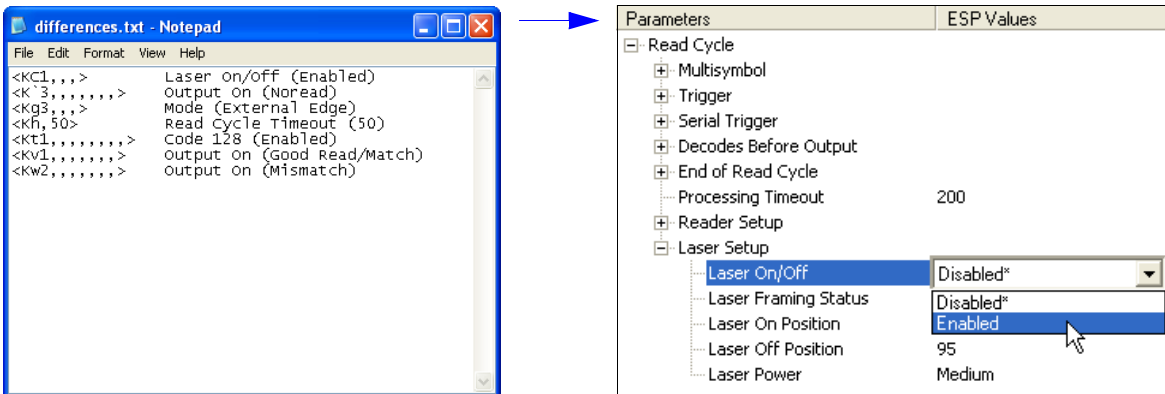 differences.txt - Notepad
File Edit Format View Help
<KC1,,,> Laser On/Off (Enabled)
<K`3,,,,,,,> Output On (Noread)
<Kg3,,,> Mode (External Edge)
<Kh,50> Read Cycle Timeout (50)
<Kt1,,,,,,,,> Code 128 (Enabled)
<Kv1,,,,,,,> Output On (Good Read/Match)
<Kw2,,,,,,,> Output On (Mismatch)
Parameters ESP Values
Read Cycle
Multisymbol
Trigger
Serial Trigger
Decodes Before Output
End of Read Cycle
Processing Timeout 200
Reader Setup
Laser Setup
Laser On/Off Disabled*
Laser Framing Status Disabled*
Laser On Position Enabled
Laser Off Position 95
Laser Power Medium